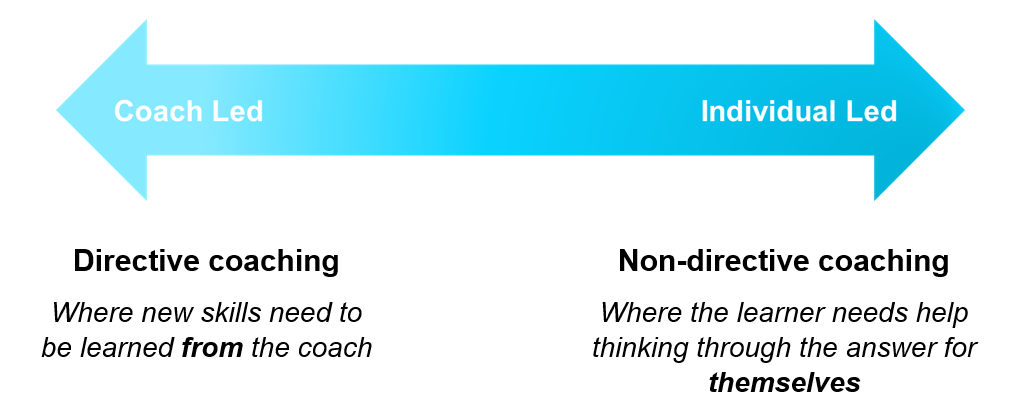 Coach Led
Individual Led
Directive coaching
Where new skills need to
be learned from the coach
Non-directive coaching
Where the learner needs help
thinking through the answer for
themselves